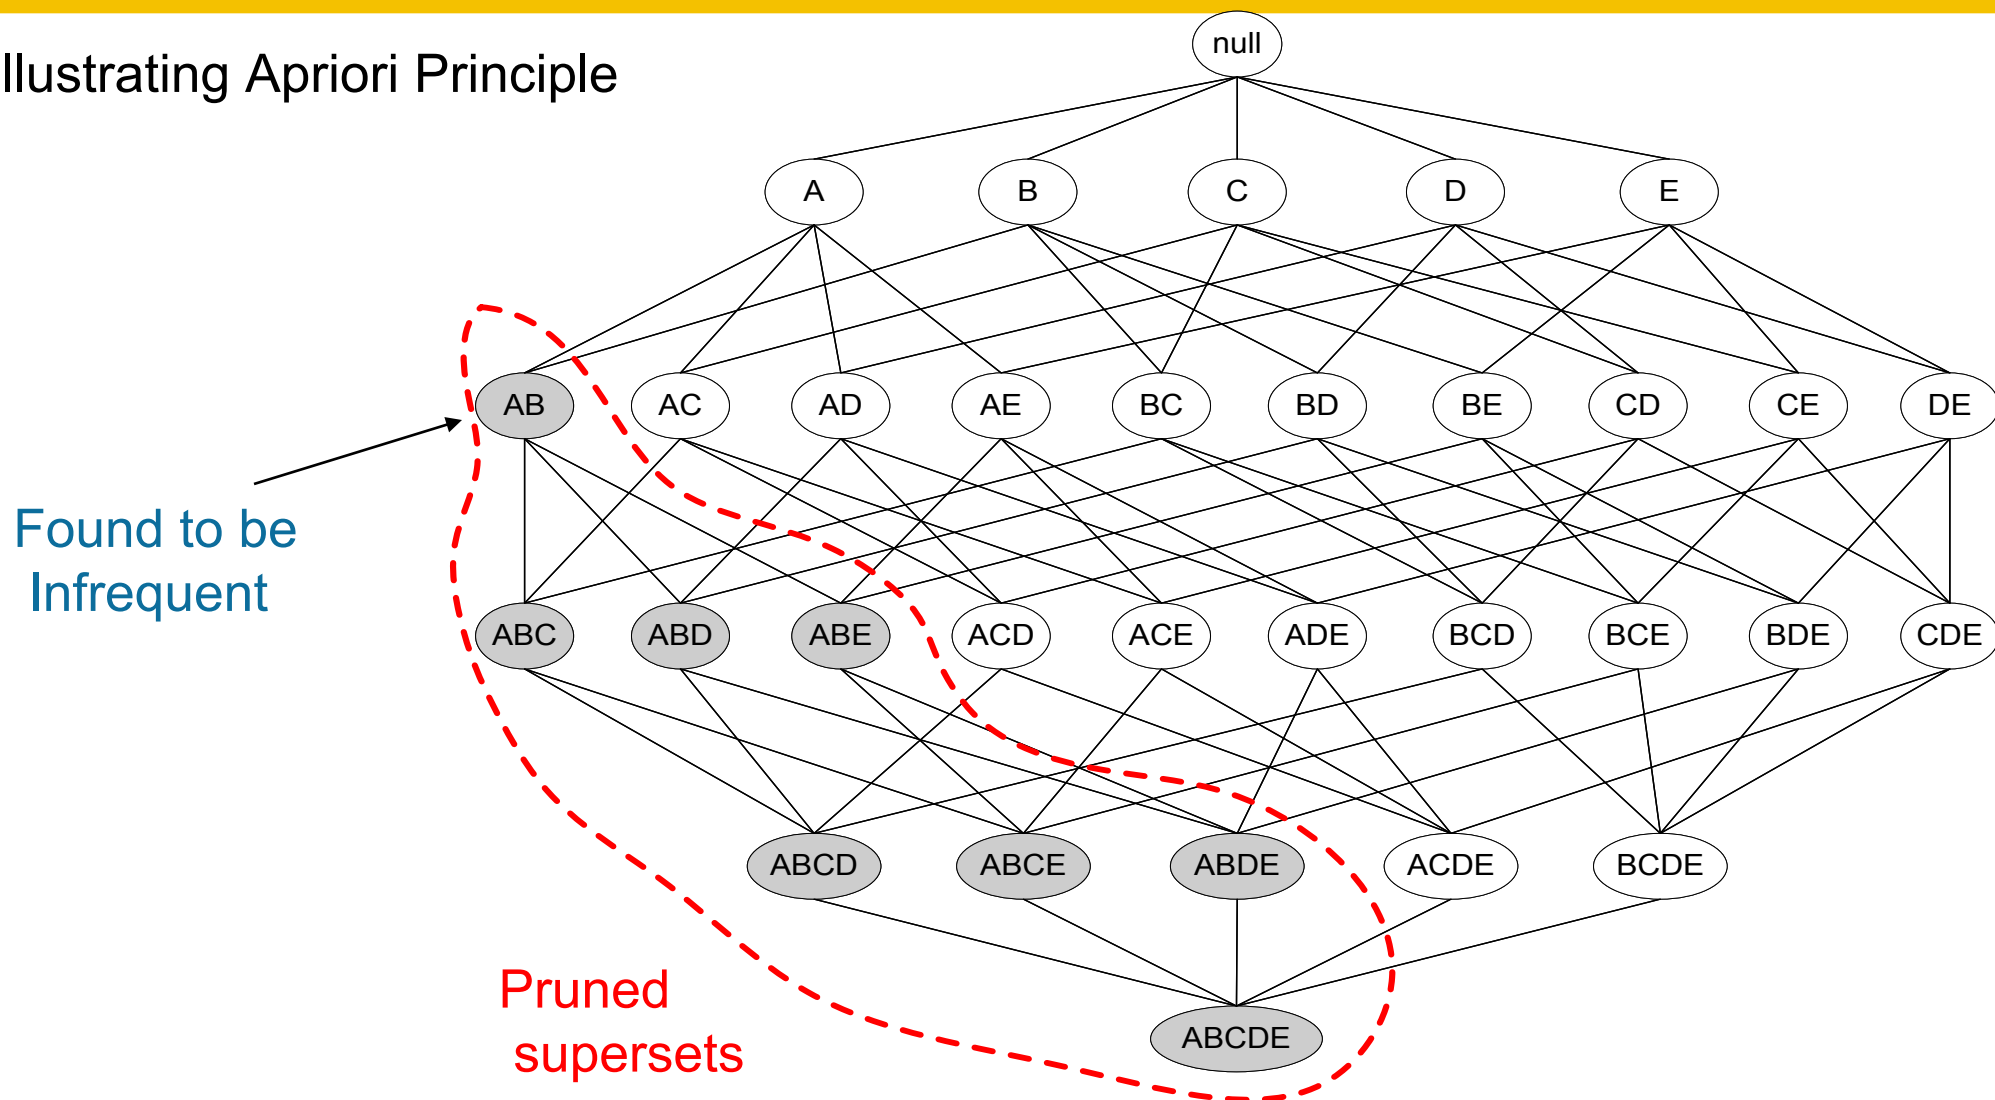 llustrating Apriori Principle
null
A B C D E
AB AC AD AE BC BD BE CD CE DE
Found to be
Infrequent
ABC ABD ABE ACD ACE ADE BCD BCE BDE CDE
ABCD ABCE ABDE ACDE BCDE
Pruned
supersets
ABCDE